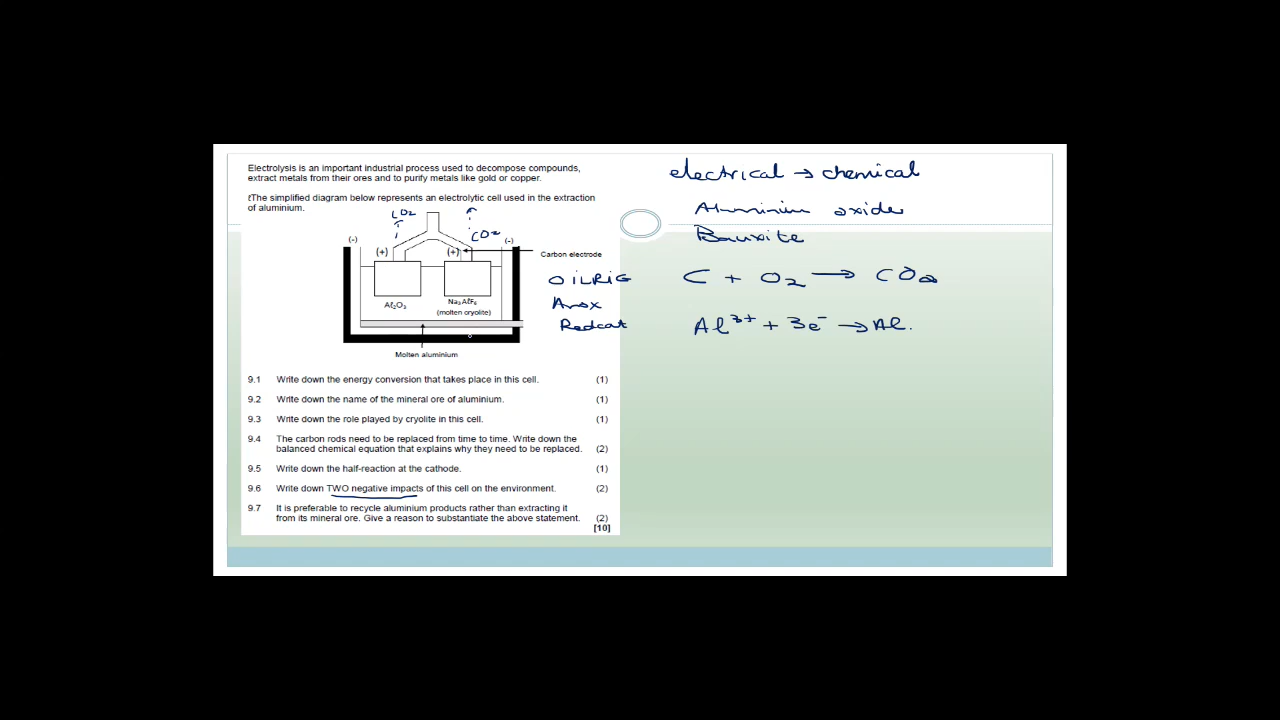 Electrolysis is an important industrial process used to decompose compounds,
extract metals from their ores and to purify metals like gold or copper.
ℓThe simplified diagram below represents an electrolytic cell used in the extraction
of aluminium.
electrical → chemical
Aluminium oxide
Bauxite
CO2
CO2
(-)
(+)
(+)
(-)
Carbon electrode
Aℓ2O3
Na3AℓF6
(molten cryolite)
Molten aluminium
OILRIG
Anox
Redcat
C + O2 → CO2
Al3+ + 3e- → Al.
9.1 Write down the energy conversion that takes place in this cell. (1)
9.2 Write down the name of the mineral ore of aluminium. (1)
9.3 Write down the role played by cryolite in this cell. (1)
9.4 The carbon rods need to be replaced from time to time. Write down the
balanced chemical equation that explains why they need to be replaced. (2)
9.5 Write down the half-reaction at the cathode. (1)
9.6 Write down TWO negative impacts of this cell on the environment. (2)
9.7 It is preferable to recycle aluminium products rather than extracting it
from its mineral ore. Give a reason to substantiate the above statement. (2)
[10]